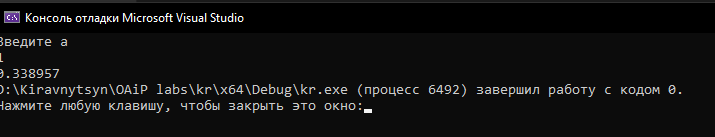 Консоль отладки Microsoft Visual Studio
Введите a
1
0.338957
D:\Kiravnytsyn\OAiP labs\kr\x64\Debug\kr.exe (процесс 6492) завершил работу с кодом 0.
Нажмите любую клавишу, чтобы закрыть это окно: